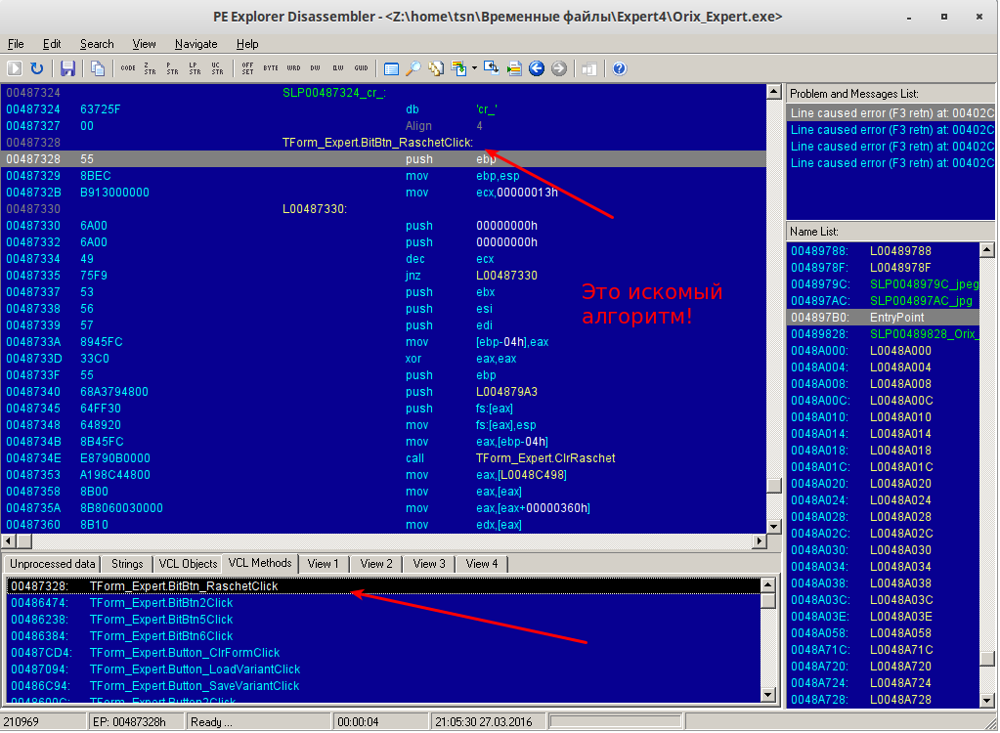 PE Explorer Disassembler - <Z:\home\tsn\Временные файлы\Expert4\Orix_Expert.exe>
File Edit Search View Navigate Help
CODE Z STR P STR LP STR UC STR OFF SET BYTE WRD DW QW GUID
00487324 SLP00487324_cr_:
00487324 63725F db 'cr_'
00487327 00 Align 4
00487328 TForm_Expert.BitBtn_RaschetClick:
00487328 55 push ebp
00487329 8BEC mov ebp,esp
0048732B B913000000 mov ecx,00000013h
00487330 L00487330:
00487330 6A00 push 00000000h
00487332 6A00 push 00000000h
00487334 49 dec ecx
00487335 75F9 jnz L00487330
00487337 53 push ebx
00487338 56 push esi
00487339 57 push edi
0048733A 8945FC mov [ebp-04h],eax
0048733D 33C0 xor eax,eax
0048733F 55 push ebp
00487340 68A3794800 push L004879A3
00487345 64FF30 push fs:[eax]
00487348 648920 mov fs:[eax],esp
0048734B 8B45FC mov eax,[ebp-04h]
0048734E E8790B0000 call TForm_Expert.ClrRaschet
00487353 A198C44800 mov eax,[L0048C498]
00487358 8B00 mov eax,[eax]
0048735A 8B8060030000 mov eax,[eax+00000360h]
00487360 8B10 mov edx,[eax]
Это искомый
алгоритм!
Problem and Messages List:
Line caused error (F3 retn) at: 00402C
Line caused error (F3 retn) at: 00402C
Line caused error (F3 retn) at: 00402C
Line caused error (F3 retn) at: 00402C
Name List:
00489788: L00489788
0048978F: L0048978F
0048979C: SLP0048979C_jpeg
004897AC: SLP004897AC_jpg
004897B0: EntryPoint
00489828: SLP00489828_Orix_
0048A000: L0048A000
0048A004: L0048A004
0048A008: L0048A008
0048A00C: L0048A00C
0048A010: L0048A010
0048A014: L0048A014
0048A018: L0048A018
0048A01C: L0048A01C
0048A020: L0048A020
0048A024: L0048A024
0048A028: L0048A028
0048A02C: L0048A02C
0048A030: L0048A030
0048A034: L0048A034
0048A038: L0048A038
0048A03C: L0048A03C
0048A03E: L0048A03E
0048A058: L0048A058
0048A71C: L0048A71C
0048A720: L0048A720
0048A724: L0048A724
0048A728: L0048A728
Unprocessed data Strings VCL Objects VCL Methods View 1 View 2 View 3 View 4
00487328: TForm_Expert.BitBtn_RaschetClick
00486474: TForm_Expert.BitBtn2Click
00486238: TForm_Expert.BitBtn5Click
00486384: TForm_Expert.BitBtn6Click
00487CD4: TForm_Expert.Button_ClrFormClick
00487094: TForm_Expert.Button_LoadVariantClick
00486C94: TForm_Expert.Button_SaveVariantClick
0048600C: TForm_Expert.Button2Click
210969 EP: 00487328h Ready ... 00:00:04 21:05:30 27.03.2016